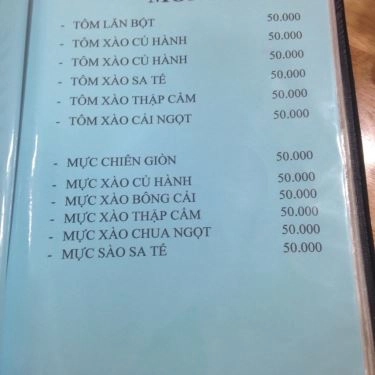 - TÔM LĂN BỘT 50.000
- TÔM XÀO CỦ HÀNH 50.000
- TÔM XÀO CỦ HÀNH 50.000
- TÔM XÀO SA TÉ 50.000
- TÔM XÀO THẬP CẨM 50.000
- TÔM XÀO CẢI NGỌT 50.000
- MỰC CHIÊN GIÒN 50.000
- MỰC XÀO CỦ HÀNH 50.000
- MỰC XÀO BÔNG CẢI 50.000
- MỰC XÀO THẬP CẨM 50.000
- MỰC XÀO CHUA NGỌT 50.000
- MỰC SÀO SA TÉ 50.000